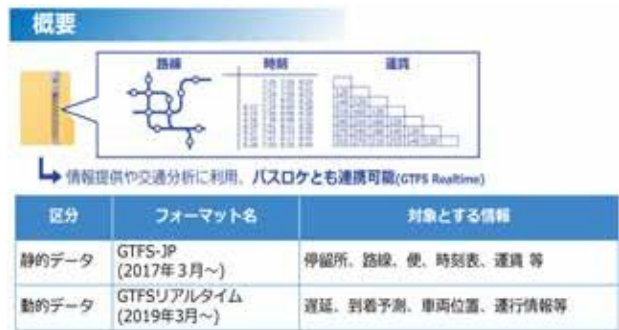 概要
路線
時刻
運賃
情報提供や交通分析に利用、バスロケとも連携可能(GTFS Realtime)
区分
フォーマット名
対象とする情報
静的データ
GTFS-JP
(2017年3月～)
停留所、路線、便、時刻表、運賃 等
動的データ
GTFSリアルタイム
(2019年3月～)
遅延、到着予測、車両位置、運行情報等